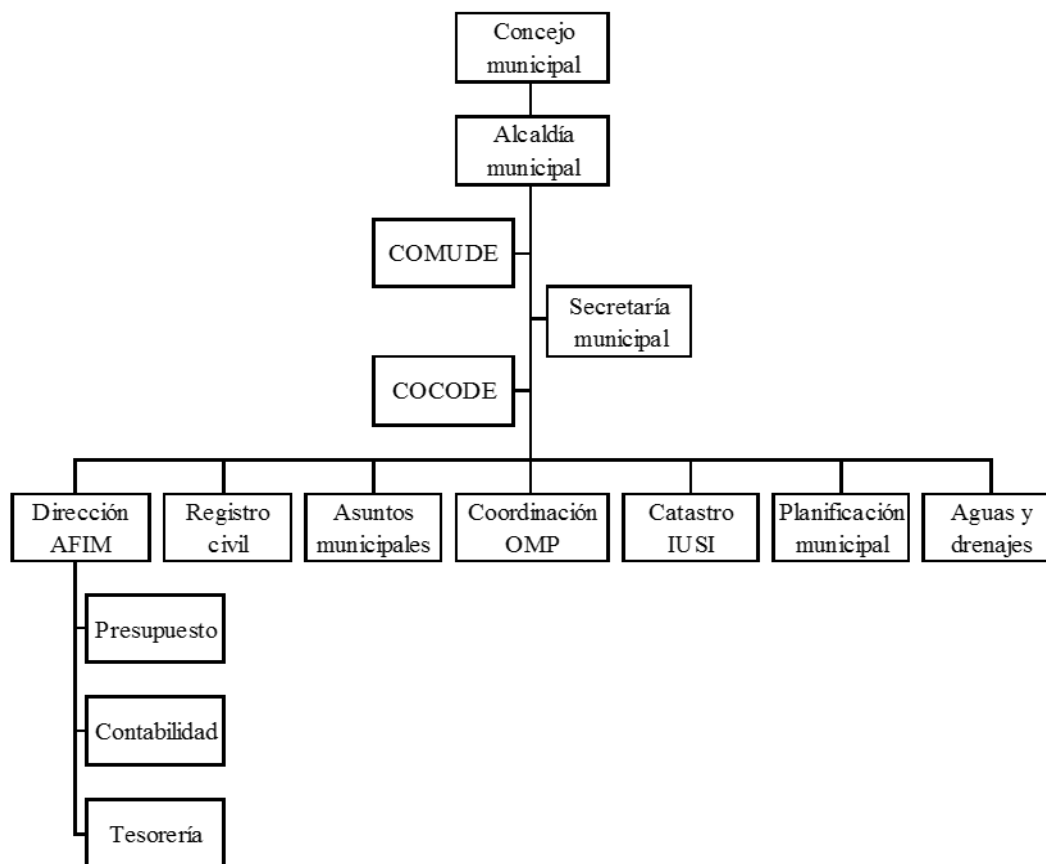 Concejo
municipal
Alcaldía
municipal
COMUDE
Secretaría
municipal
COCODE
Dirección
AFIM
Registro
civil
Asuntos
municipales
Coordinación
OMP
Catastro
IUSI
Planificación
municipal
Aguas y
drenajes
Presupuesto
Contabilidad
Tesorería